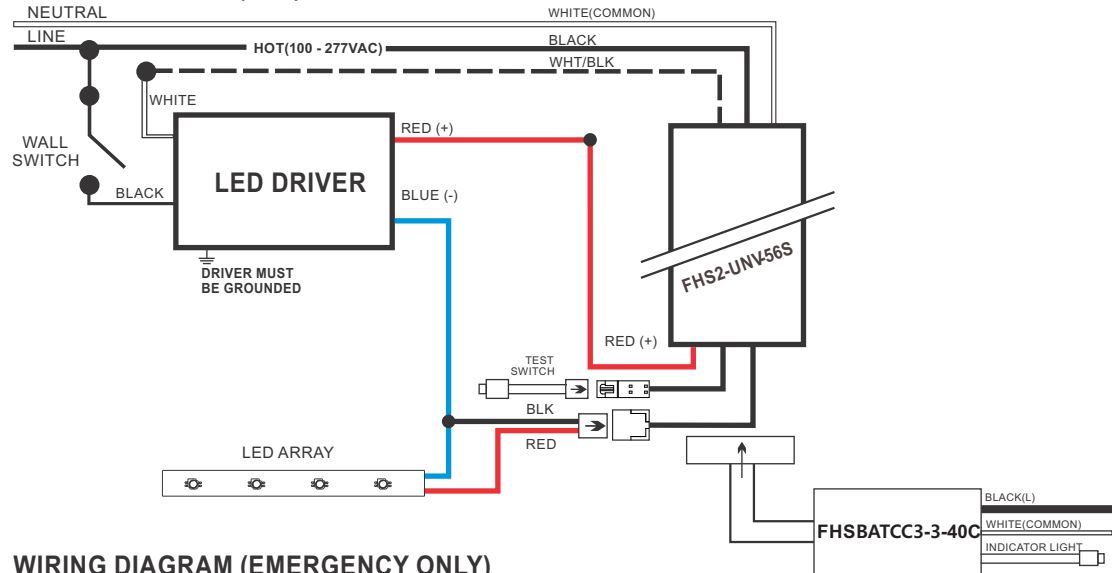 NEUTRAL
WHITE(COMMON)
LINE
HOT(100 - 277VAC)
BLACK
WHT/BLK
WHITE
WALL
SWITCH
BLACK
LED DRIVER
RED (+)
BLUE (-)
DRIVER MUST
BE GROUNDED
FHS2-UNV-56S
RED (+)
TEST
SWITCH
BLK
RED
LED ARRAY
FHSBATCC3-3-40C
BLACK(L)
WHITE(COMMON)
INDICATOR LIGHT
WIRING DIAGRAM (EMERGENCY ONLY)